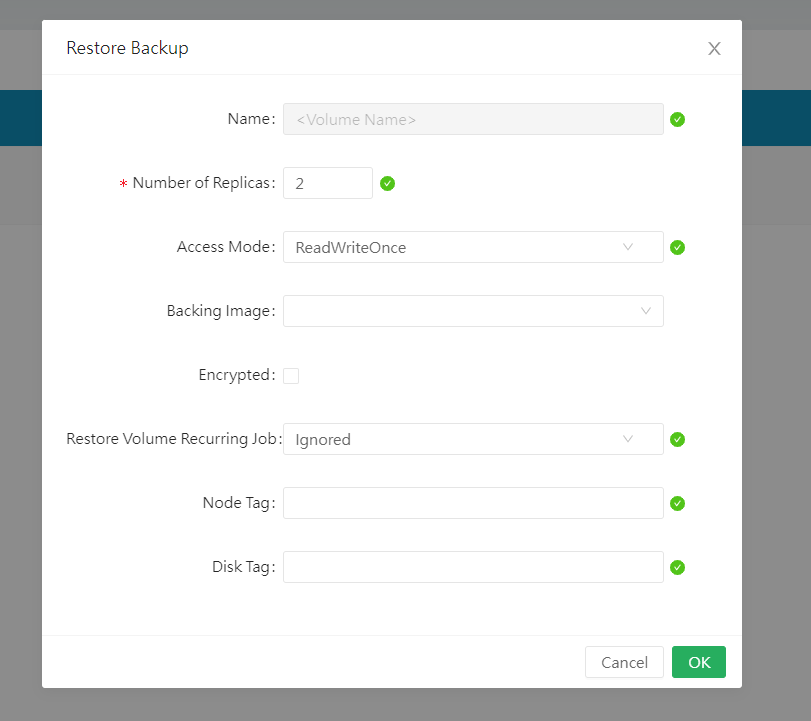 Restore Backup
Name: <Volume Name>
* Number of Replicas: 2
Access Mode: ReadWriteOnce
Backing Image:
Encrypted:
Restore Volume Recurring Job: Ignored
Node Tag:
Disk Tag:
Cancel OK